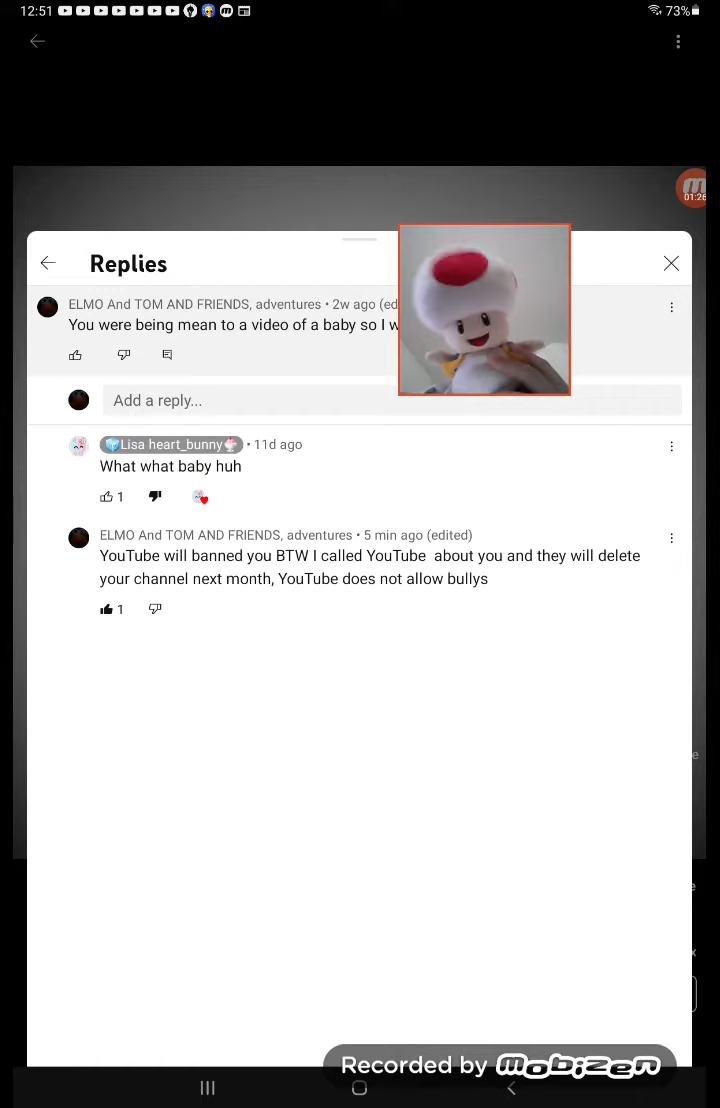 12:51 73%
01:26
Replies
ELMO And TOM AND FRIENDS, adventures • 2w ago (ed
You were being mean to a video of a baby so I w
Add a reply...
Lisa heart_bunny • 11d ago
What what baby huh
1
ELMO And TOM AND FRIENDS, adventures • 5 min ago (edited)
YouTube will banned you BTW I called YouTube about you and they will delete
your channel next month, YouTube does not allow bullys
1
e
e
x
Recorded by mobizen